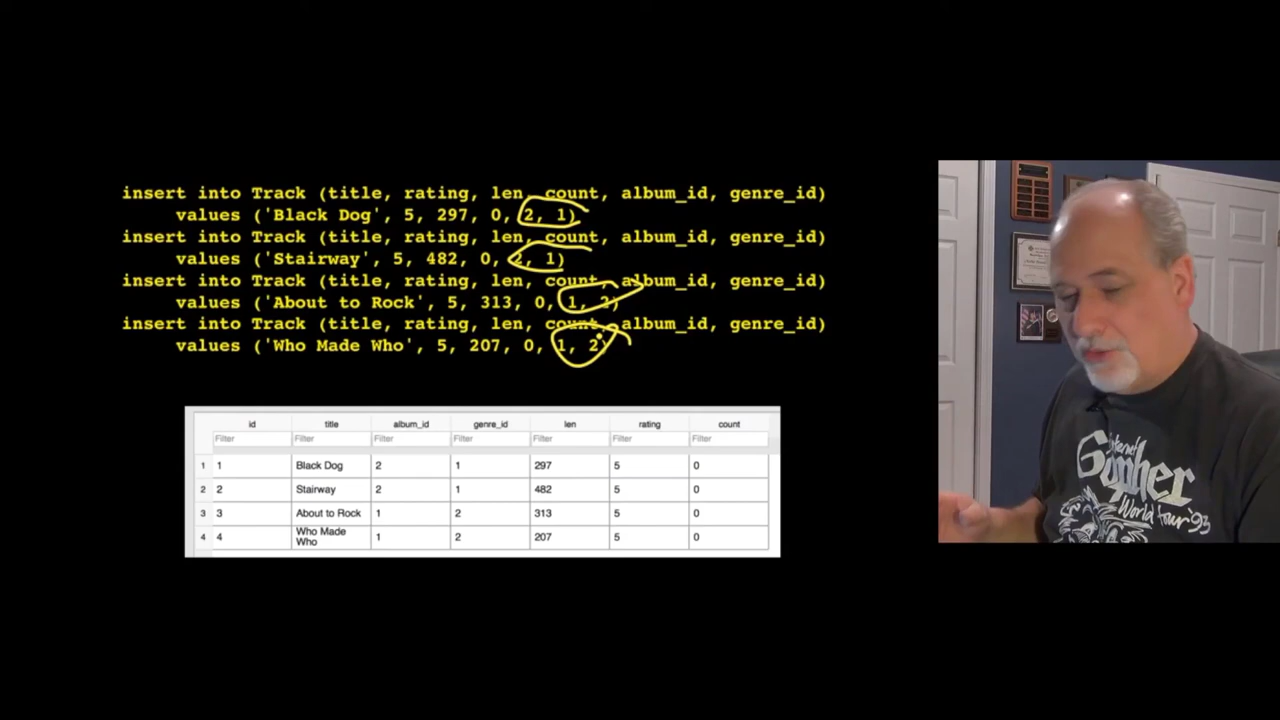 insert into Track (title, rating, len, count, album_id, genre_id)
values ('Black Dog', 5, 297, 0, 2, 1)
insert into Track (title, rating, len, count, album_id, genre_id)
values ('Stairway', 5, 482, 0, 2, 1)
insert into Track (title, rating, len, count, album_id, genre_id)
values ('About to Rock', 5, 313, 0, 1, 2)
insert into Track (title, rating, len, count, album_id, genre_id)
values ('Who Made Who', 5, 207, 0, 1, 2)
id title album_id genre_id len rating count
Filter Filter Filter Filter Filter Filter Filter
1 1 Black Dog 2 1 297 5 0
2 2 Stairway 2 1 482 5 0
3 3 About to Rock 1 2 313 5 0
4 4 Who Made Who 1 2 207 5 0
Internet
Gopher
World Tour '93